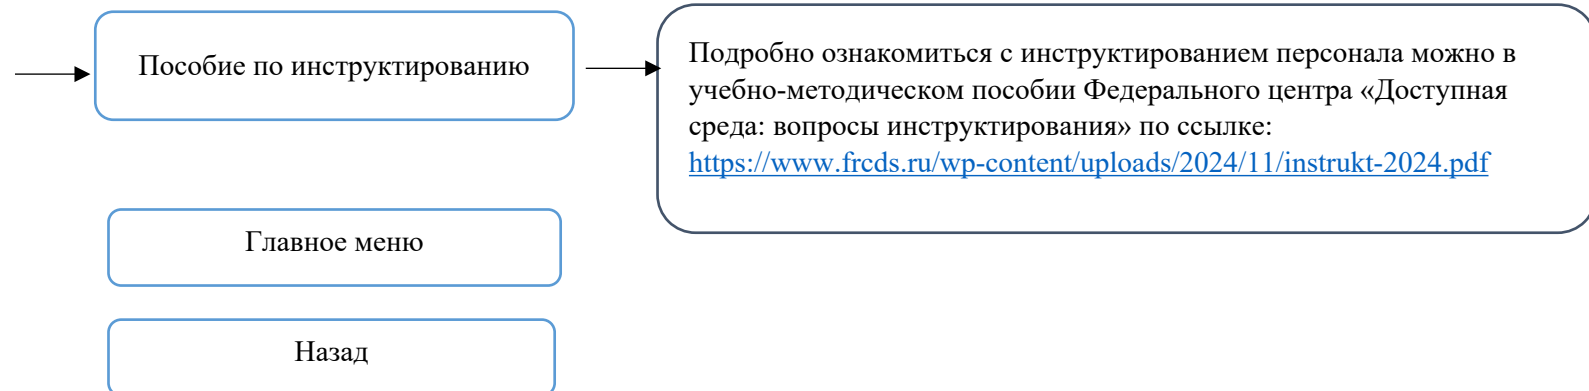 Пособие по инструктированию
Подробно ознакомиться с инструктированием персонала можно в
учебно-методическом пособии Федерального центра «Доступная
среда: вопросы инструктирования» по ссылке:
https://www.frcds.ru/wp-content/uploads/2024/11/instrukt-2024.pdf
Главное меню
Назад